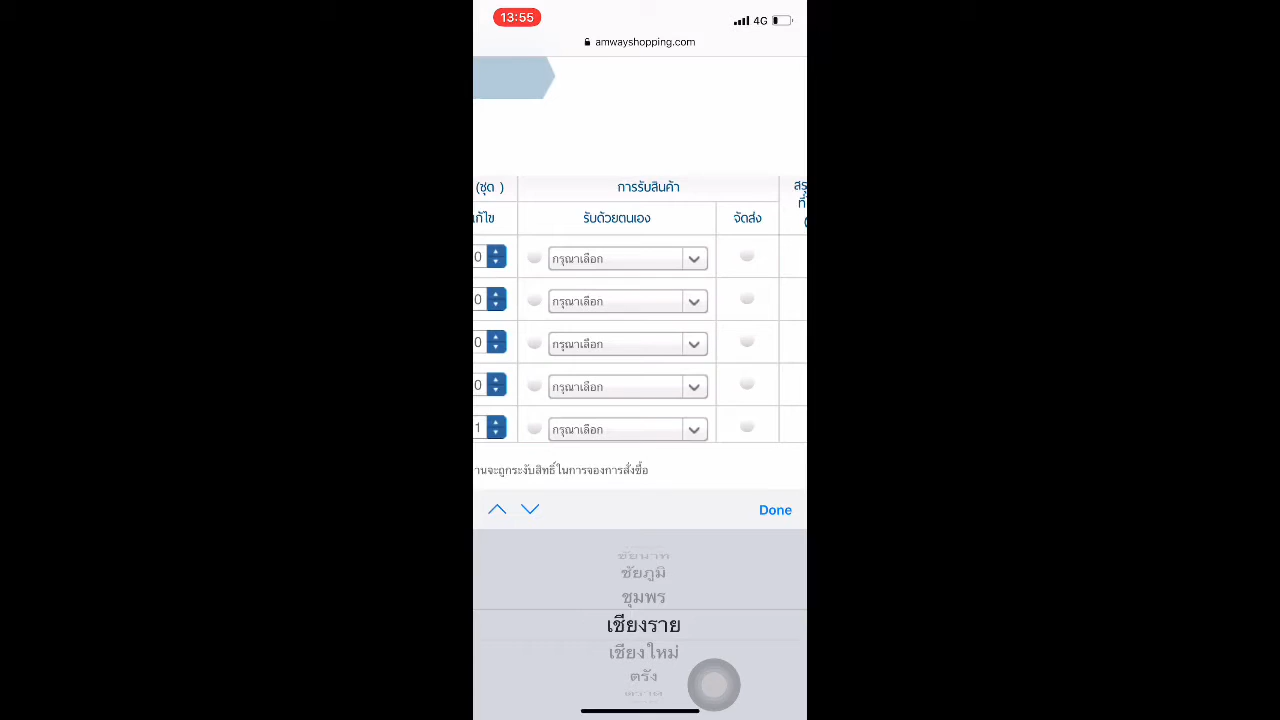 13:55
4G
amwayshopping.com
(ชุด )
การรับสินค้า
รับด้วยตนเอง
จัดส่ง
0
กรุณาเลือก
0
กรุณาเลือก
0
กรุณาเลือก
0
กรุณาเลือก
1
กรุณาเลือก
านจะถูกระงับสิทธิ์ในการจองการสั่งซื้อ
Done
ชัยนาท
ชัยภูมิ
ชุมพร
เชียงราย
เชียงใหม่
ตรัง